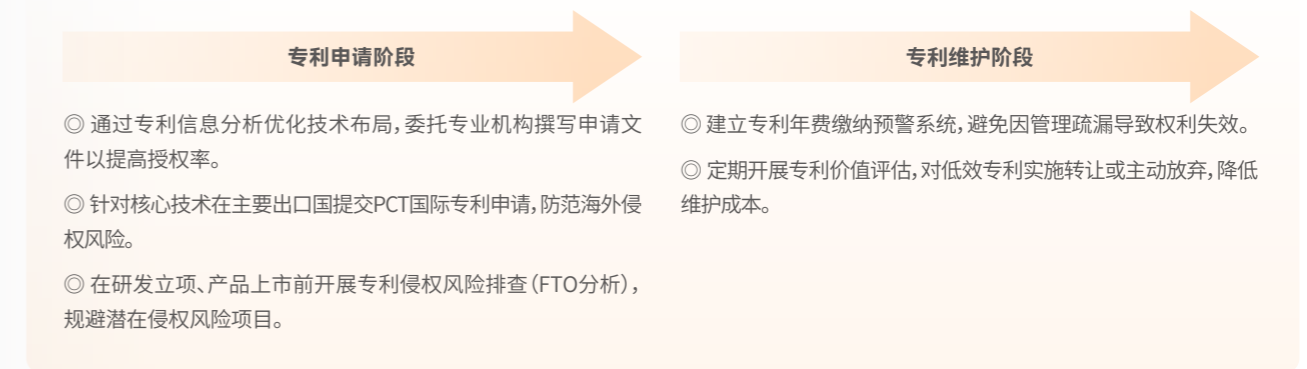 专利申请阶段
◎ 通过专利信息分析优化技术布局，委托专业机构撰写申请文
件以提高授权率。
◎ 针对核心技术在主要出口国提交PCT国际专利申请，防范海外侵
权风险。
◎ 在研发立项、产品上市前开展专利侵权风险排查（FTO分析），
规避潜在侵权风险项目。
专利维护阶段
◎ 建立专利年费缴纳预警系统，避免因管理疏漏导致权利失效。
◎ 定期开展专利价值评估，对低效专利实施转让或主动放弃，降低
维护成本。